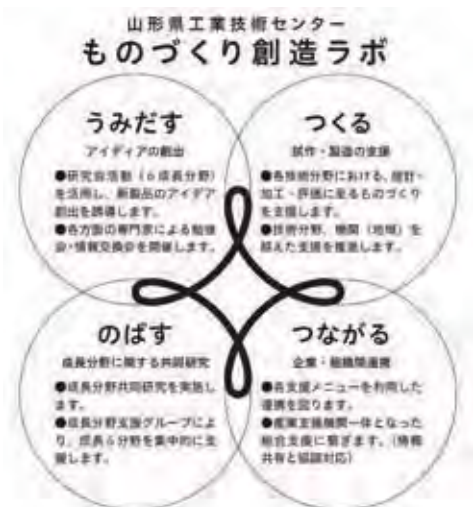 山形県工業技術センター
ものづくり創造ラボ
うみだす
アイディアの創出
●研究会活動（6成長分野）
を活用し、新製品のアイデア
創出を誘導します。
●各方面の専門家による勉強
会・情報交換会を開催します。
つくる
試作・製造の支援
●各技術分野における、設計・
加工・評価に至るものづくり
を支援します。
●技術分野、機関（地域）を
越えた支援を推進します。
のばす
成長分野に関する共同研究
●成長分野共同研究を実施し
ます。
●成長分野支援グループによ
り、成長6分野を集中的に支
援します。
つながる
企業・組織間連携
●各支援メニューを利用した
連携を図ります。
●産業支援機関一体となった
総合支援に繋ぎます。（情報
共有と協調対応）